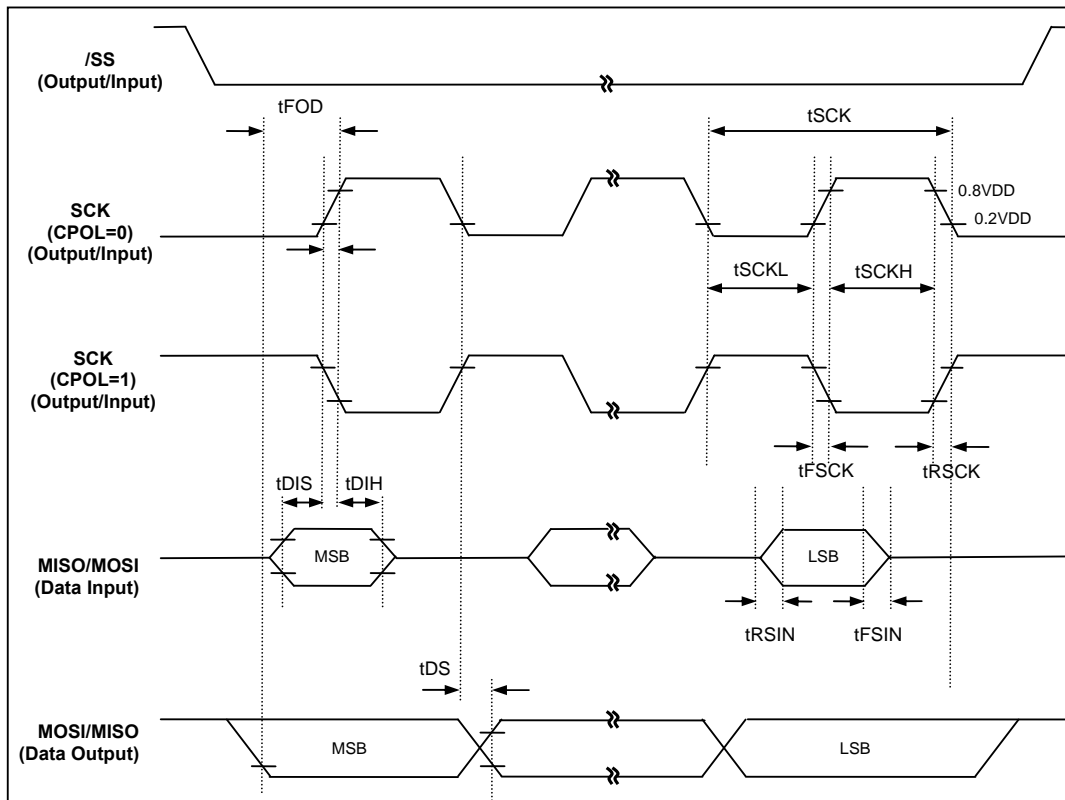 /SS
(Output/Input)
tFOD
tSCK
SCK
(CPOL=0)
(Output/Input)
0.8VDD
0.2VDD
tSCKL
tSCKH
SCK
(CPOL=1)
(Output/Input)
tFSCK
tRSCK
tDIS
tDIH
MISO/MOSI
(Data Input)
MSB
LSB
tRSIN
tFSIN
tDS
MOSI/MISO
(Data Output)
MSB
LSB